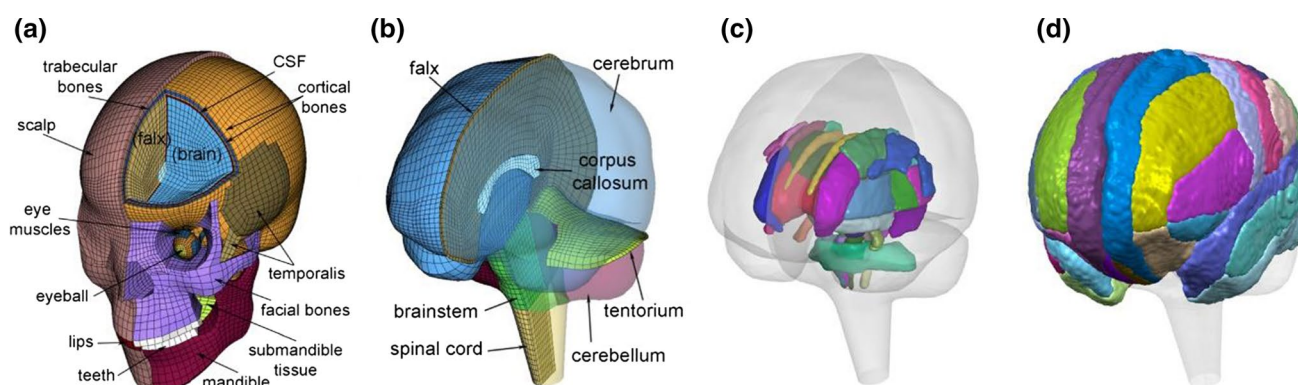 (a)
trabecular
bones
CSF
cortical
bones
scalp
(falx)
(brain)
eye
muscles
temporalis
eyeball
facial bones
lips
submandible
tissue
teeth
mandible
(b)
falx
cerebrum
corpus
callosum
brainstem
tentorium
spinal cord
cerebellum
(c)
(d)